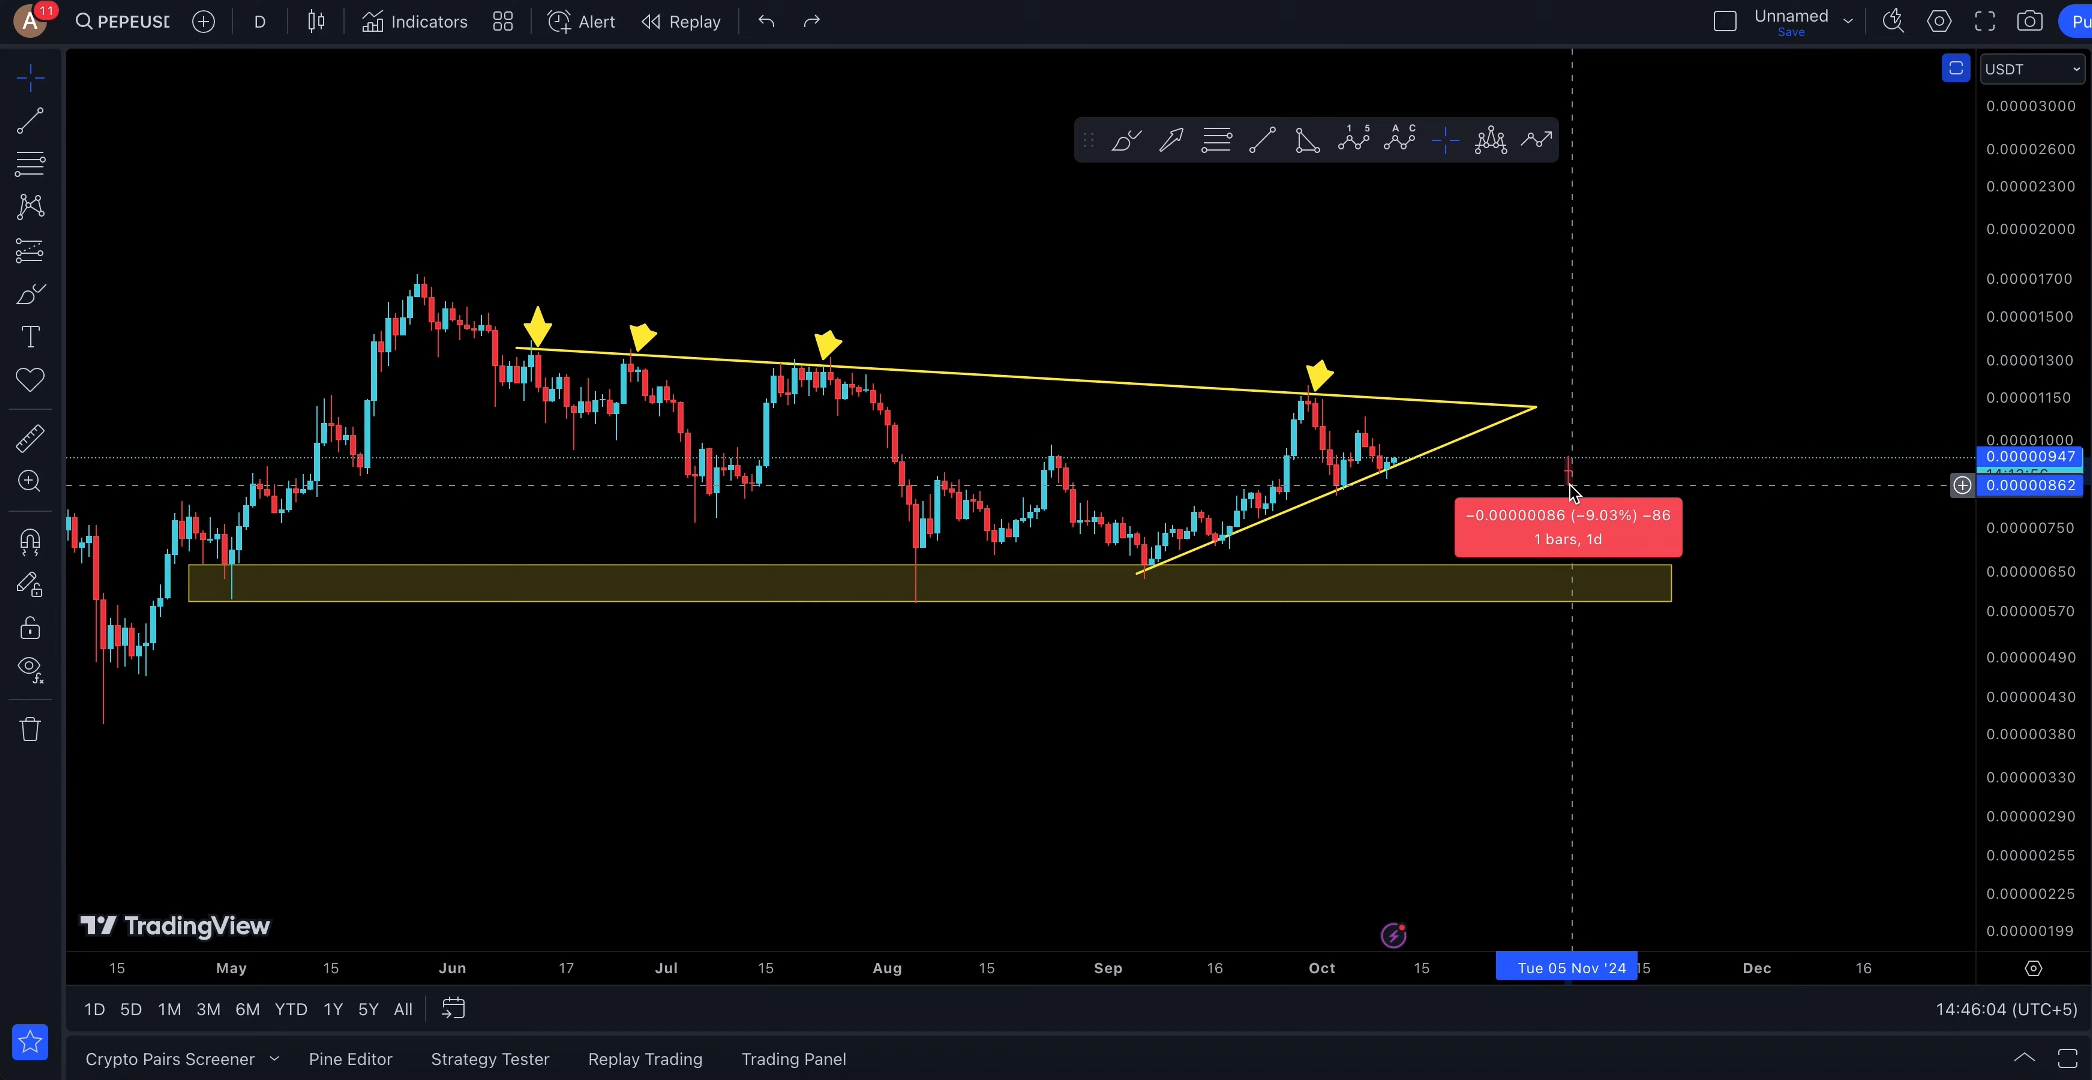 A 11 PEPEUSD D Indicators Alert Replay Unnamed Pu
Save
USDT
0.00003000
1 5 A C
0.00002600
0.00002300
0.00002000
0.00001700
0.00001500
0.00001300
0.00001150
0.00001000
0.00000947
0.00000862
−0.00000086 (−9.03%) −86
1 bars, 1d
0.00000750
0.00000650
0.00000570
0.00000490
0.00000430
0.00000380
0.00000330
0.00000290
0.00000255
0.00000225
0.00000199
TradingView
15 May 15 Jun 17 Jul 15 Aug 15 Sep 16 Oct 15 Tue 05 Nov '24 15 Dec 16
1D 5D 1M 3M 6M YTD 1Y 5Y All 14:46:04 (UTC+5)
Crypto Pairs Screener Pine Editor Strategy Tester Replay Trading Trading Panel